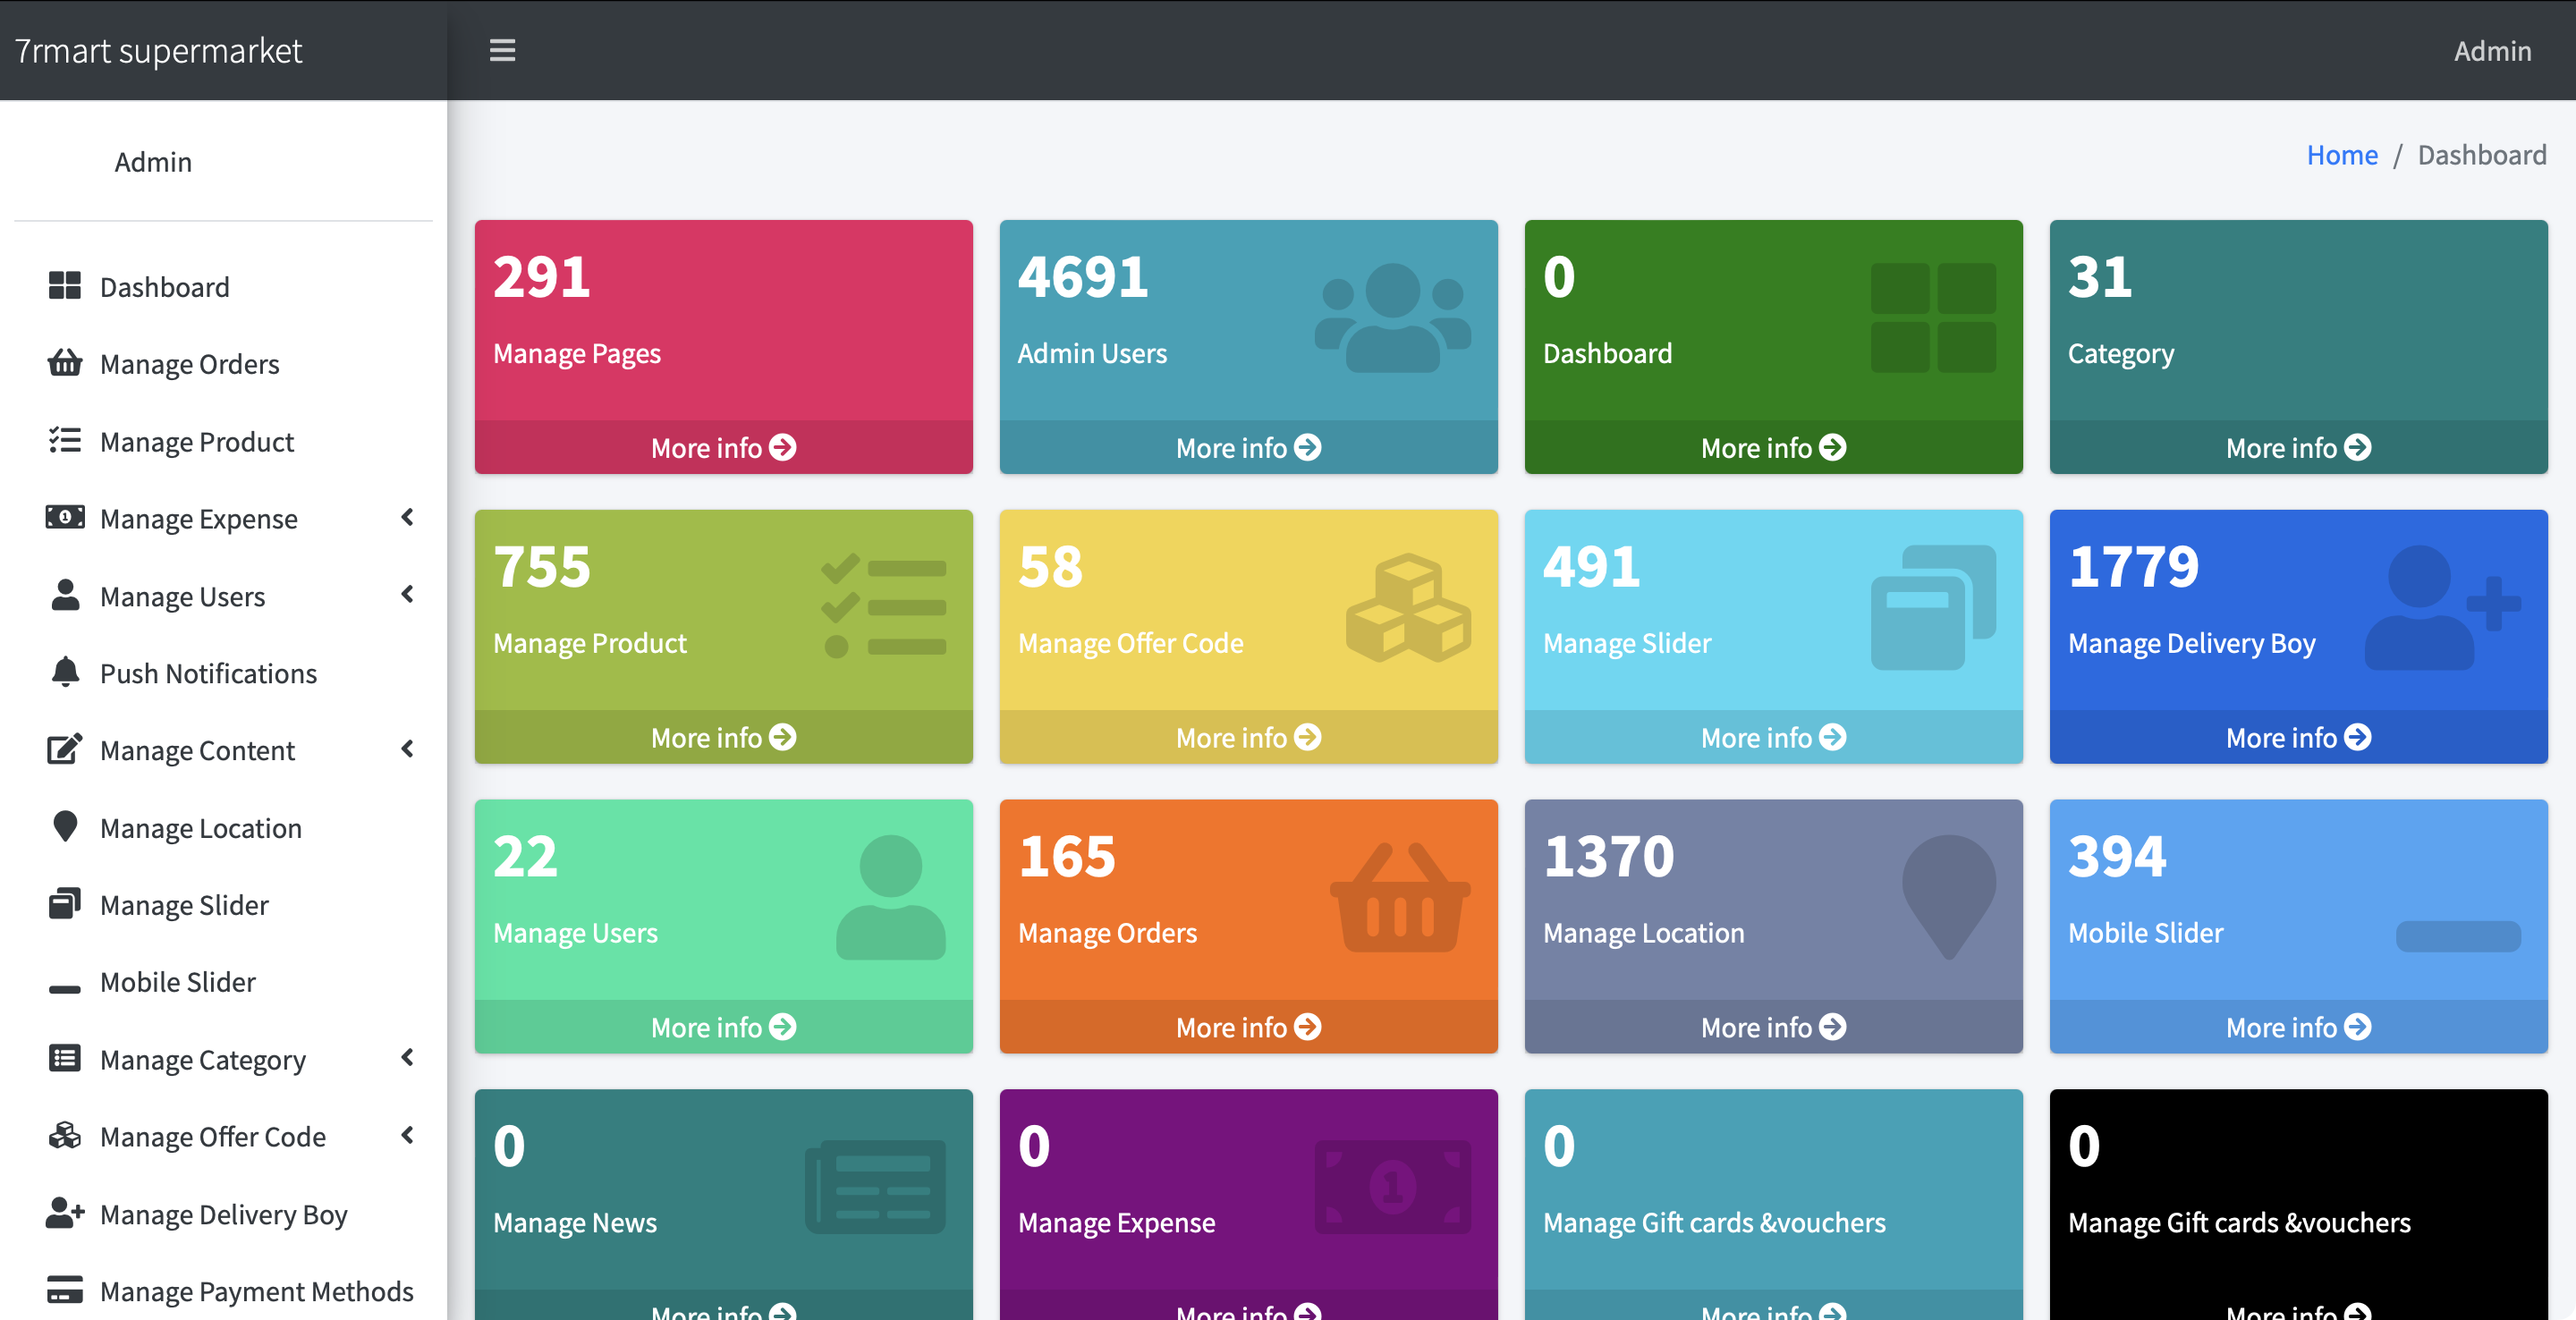 7rmart supermarket
Admin
Admin
Home / Dashboard
Dashboard
Manage Orders
Manage Product
Manage Expense
Manage Users
Push Notifications
Manage Content
Manage Location
Manage Slider
Mobile Slider
Manage Category
Manage Offer Code
Manage Delivery Boy
Manage Payment Methods
291
Manage Pages
More info
4691
Admin Users
More info
0
Dashboard
More info
31
Category
More info
755
Manage Product
More info
58
Manage Offer Code
More info
491
Manage Slider
More info
1779
Manage Delivery Boy
More info
22
Manage Users
More info
165
Manage Orders
More info
1370
Manage Location
More info
394
Mobile Slider
More info
0
Manage News
More info
0
Manage Expense
More info
0
Manage Gift cards &vouchers
More info
0
Manage Gift cards &vouchers
More info